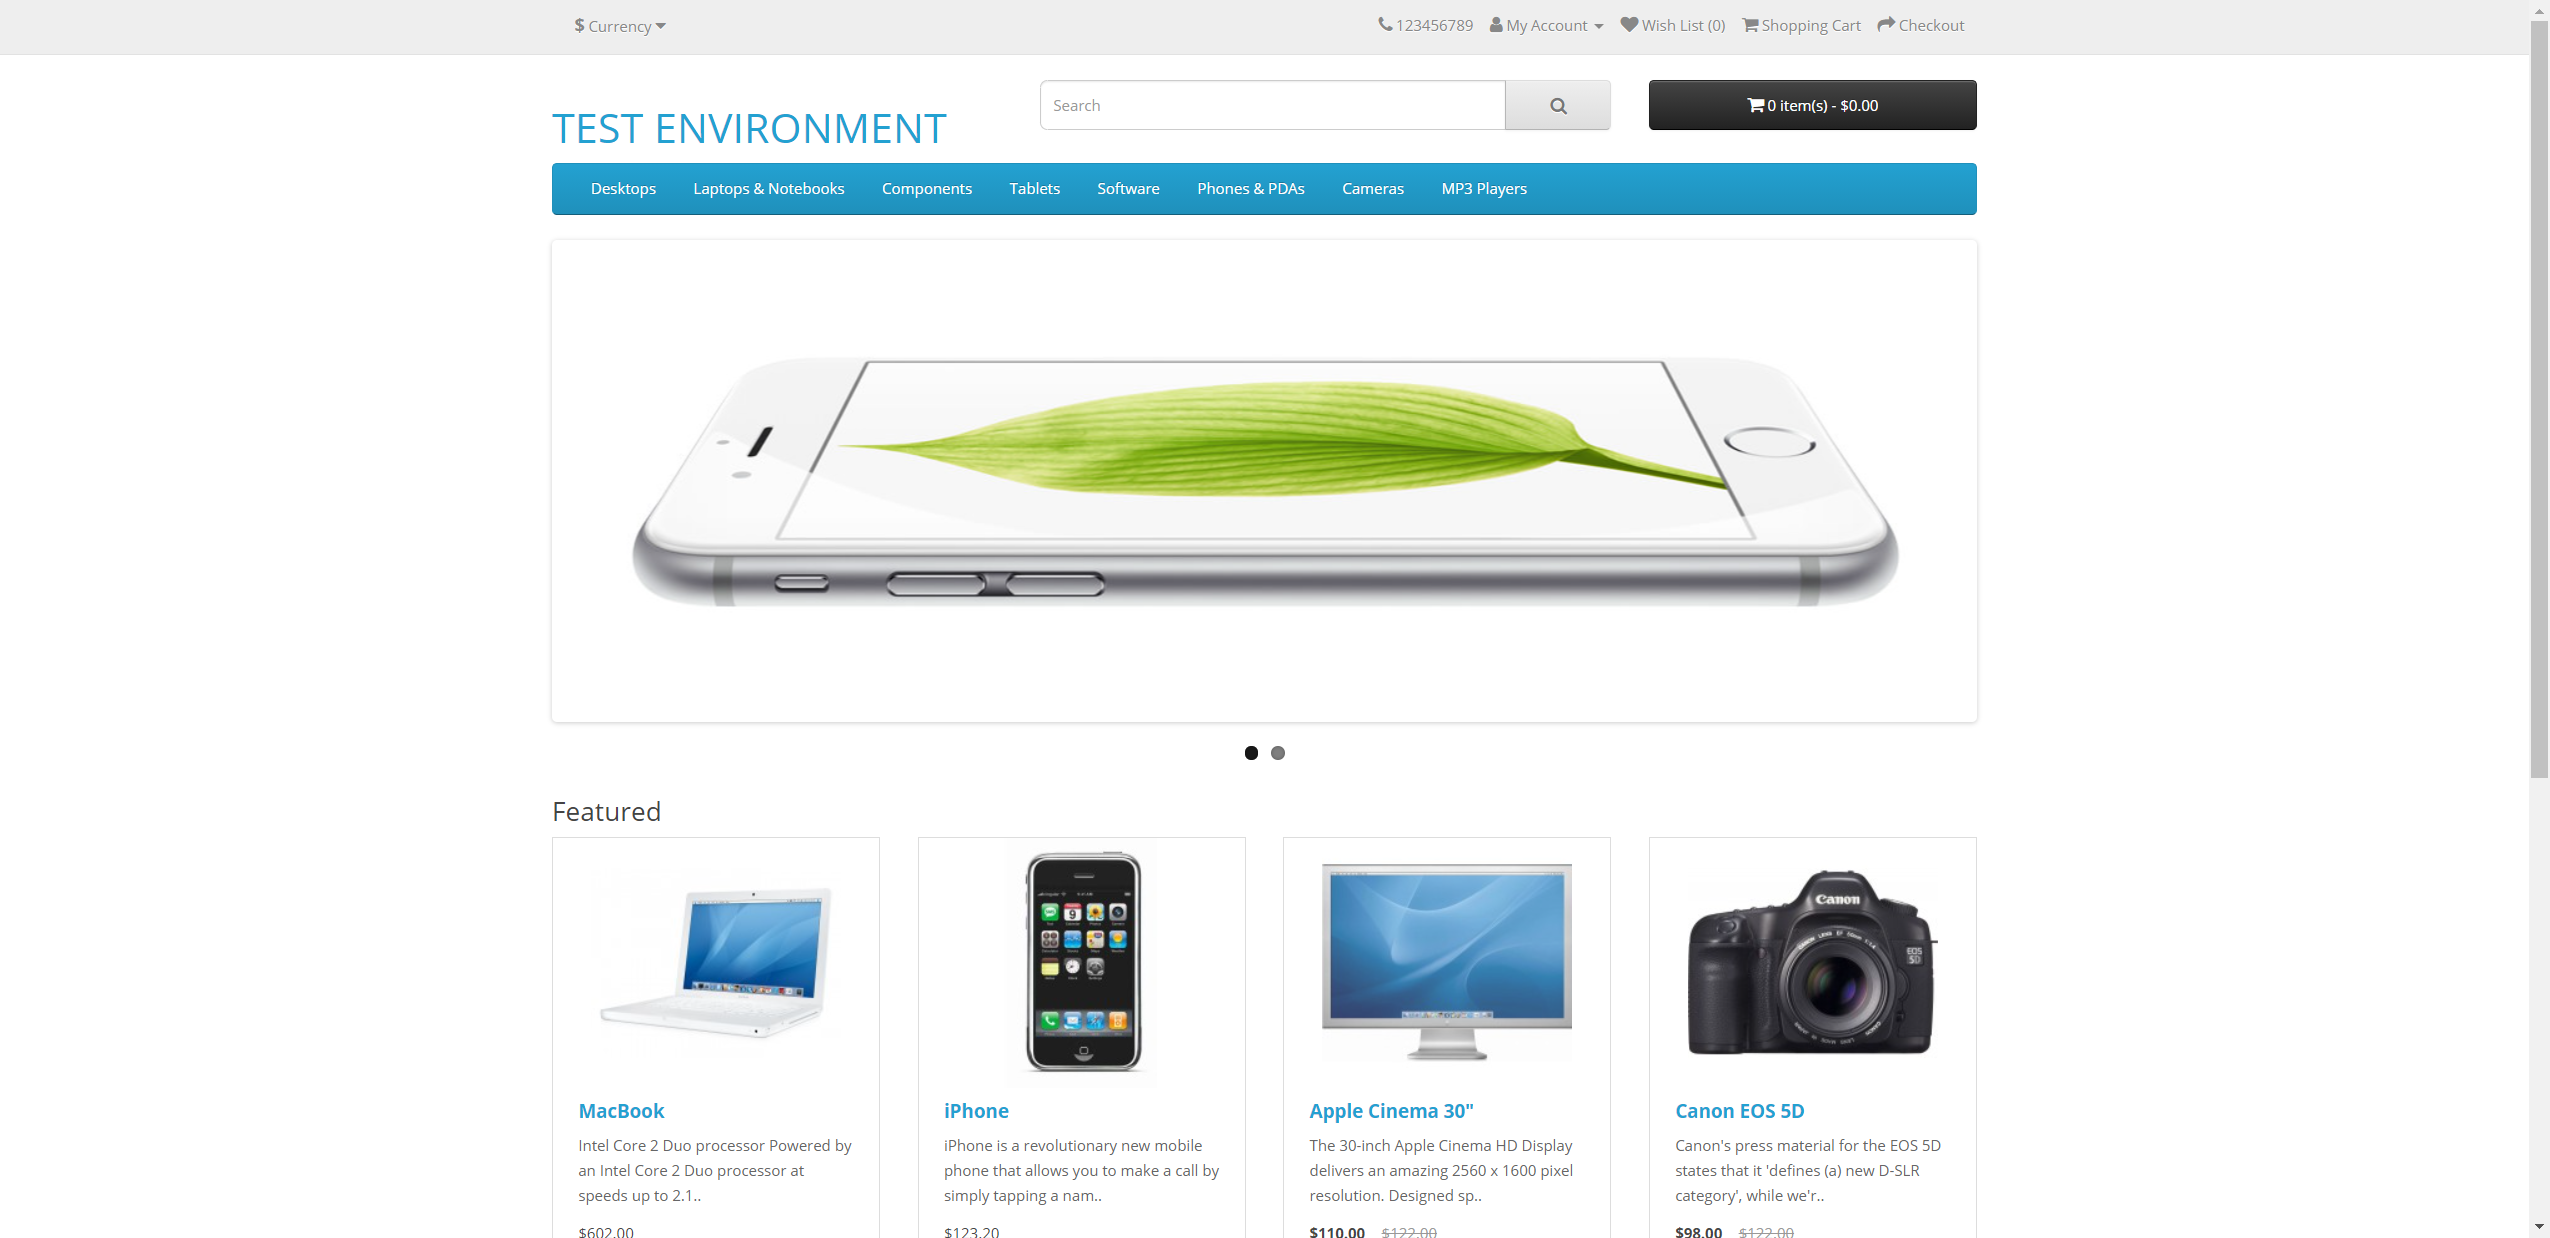 $ Currency
123456789 My Account Wish List (0) Shopping Cart Checkout
Search
0 item(s) - $0.00
TEST ENVIRONMENT
Desktops Laptops & Notebooks Components Tablets Software Phones & PDAs Cameras MP3 Players
Featured
Canon
EOS
5D
MacBook
Intel Core 2 Duo processor Powered by
an Intel Core 2 Duo processor at
speeds up to 2.1..
$602.00
iPhone
iPhone is a revolutionary new mobile
phone that allows you to make a call by
simply tapping a nam..
$123.20
Apple Cinema 30"
The 30-inch Apple Cinema HD Display
delivers an amazing 2560 x 1600 pixel
resolution. Designed sp..
$110.00 $122.00
Canon EOS 5D
Canon's press material for the EOS 5D
states that it 'defines (a) new D-SLR
category', while we'r..
$98.00 $122.00